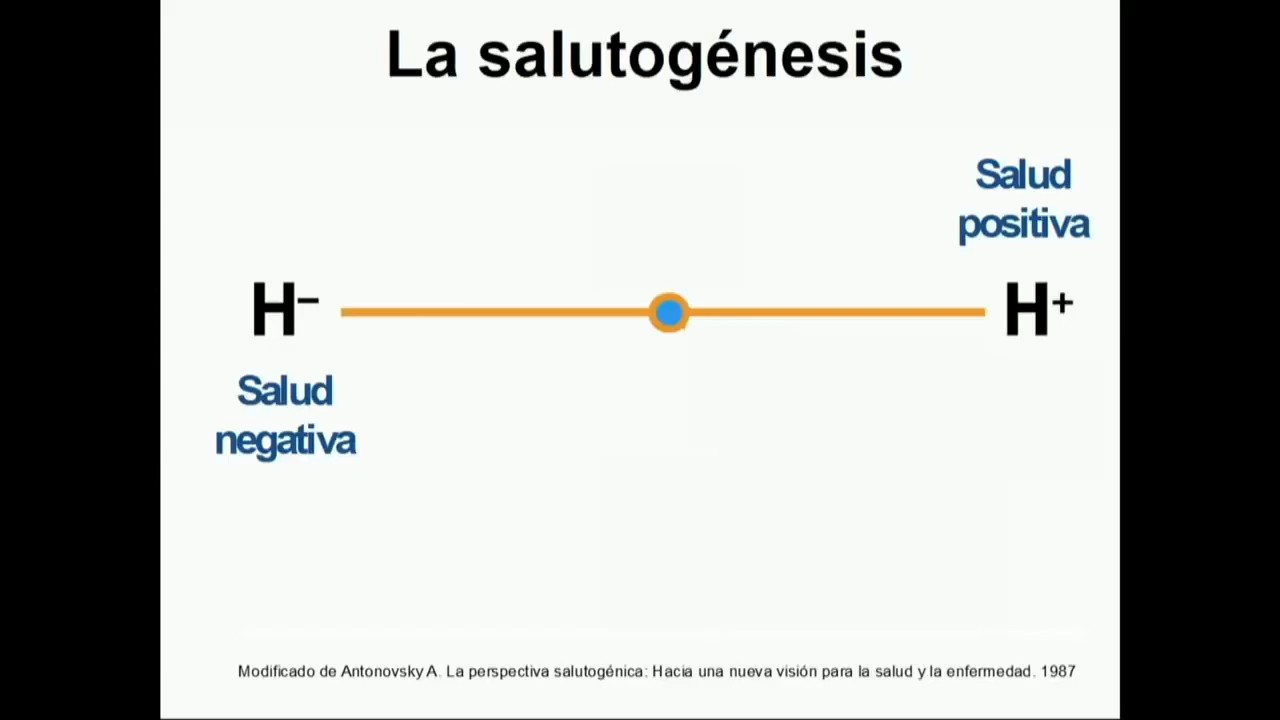 La salutogénesis
Salud
positiva
H–
H+
Salud
negativa
Modificado de Antonovsky A. La perspectiva salutogénica: Hacia una nueva visión para la salud y la enfermedad. 1987